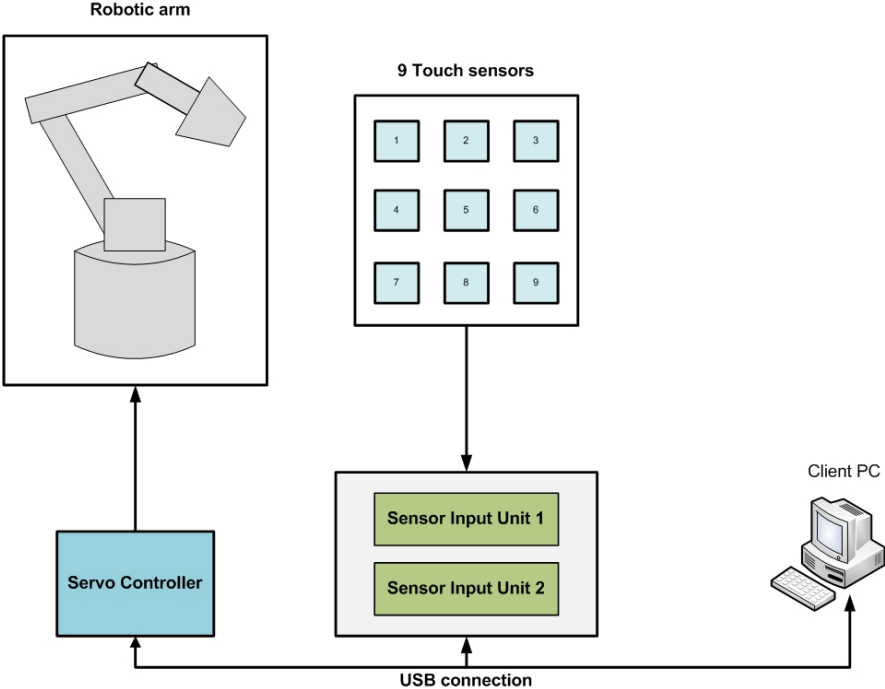 Robotic arm
9 Touch sensors
1 2 3
4 5 6
7 8 9
Client PC
Sensor Input Unit 1
Servo Controller
Sensor Input Unit 2
USB connection